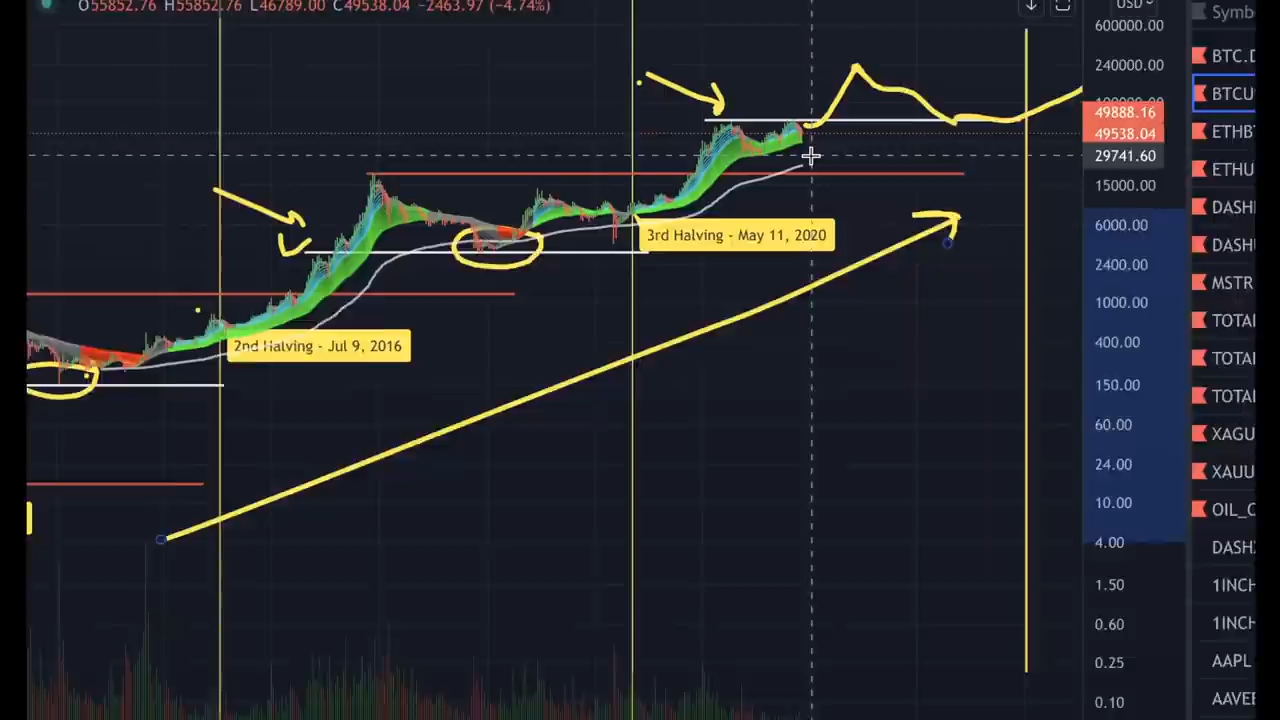 O55852.76 H55852.76 L46789.00 C49538.04 −2463.97 (−4.74%)
USD
Symb
600000.00
BTC.D
240000.00
BTCU
49888.16
49538.04
ETHB
29741.60
ETHU
15000.00
DASH
6000.00
3rd Halving - May 11, 2020
DASH
2400.00
MSTR
1000.00
TOTAL
400.00
2nd Halving - Jul 9, 2016
TOTAL
150.00
TOTAL
60.00
XAGU
24.00
XAUU
10.00
OIL_C
4.00
DASH
1.50
1INCH
0.60
1INCH
0.25
AAPL
0.10
AAVE